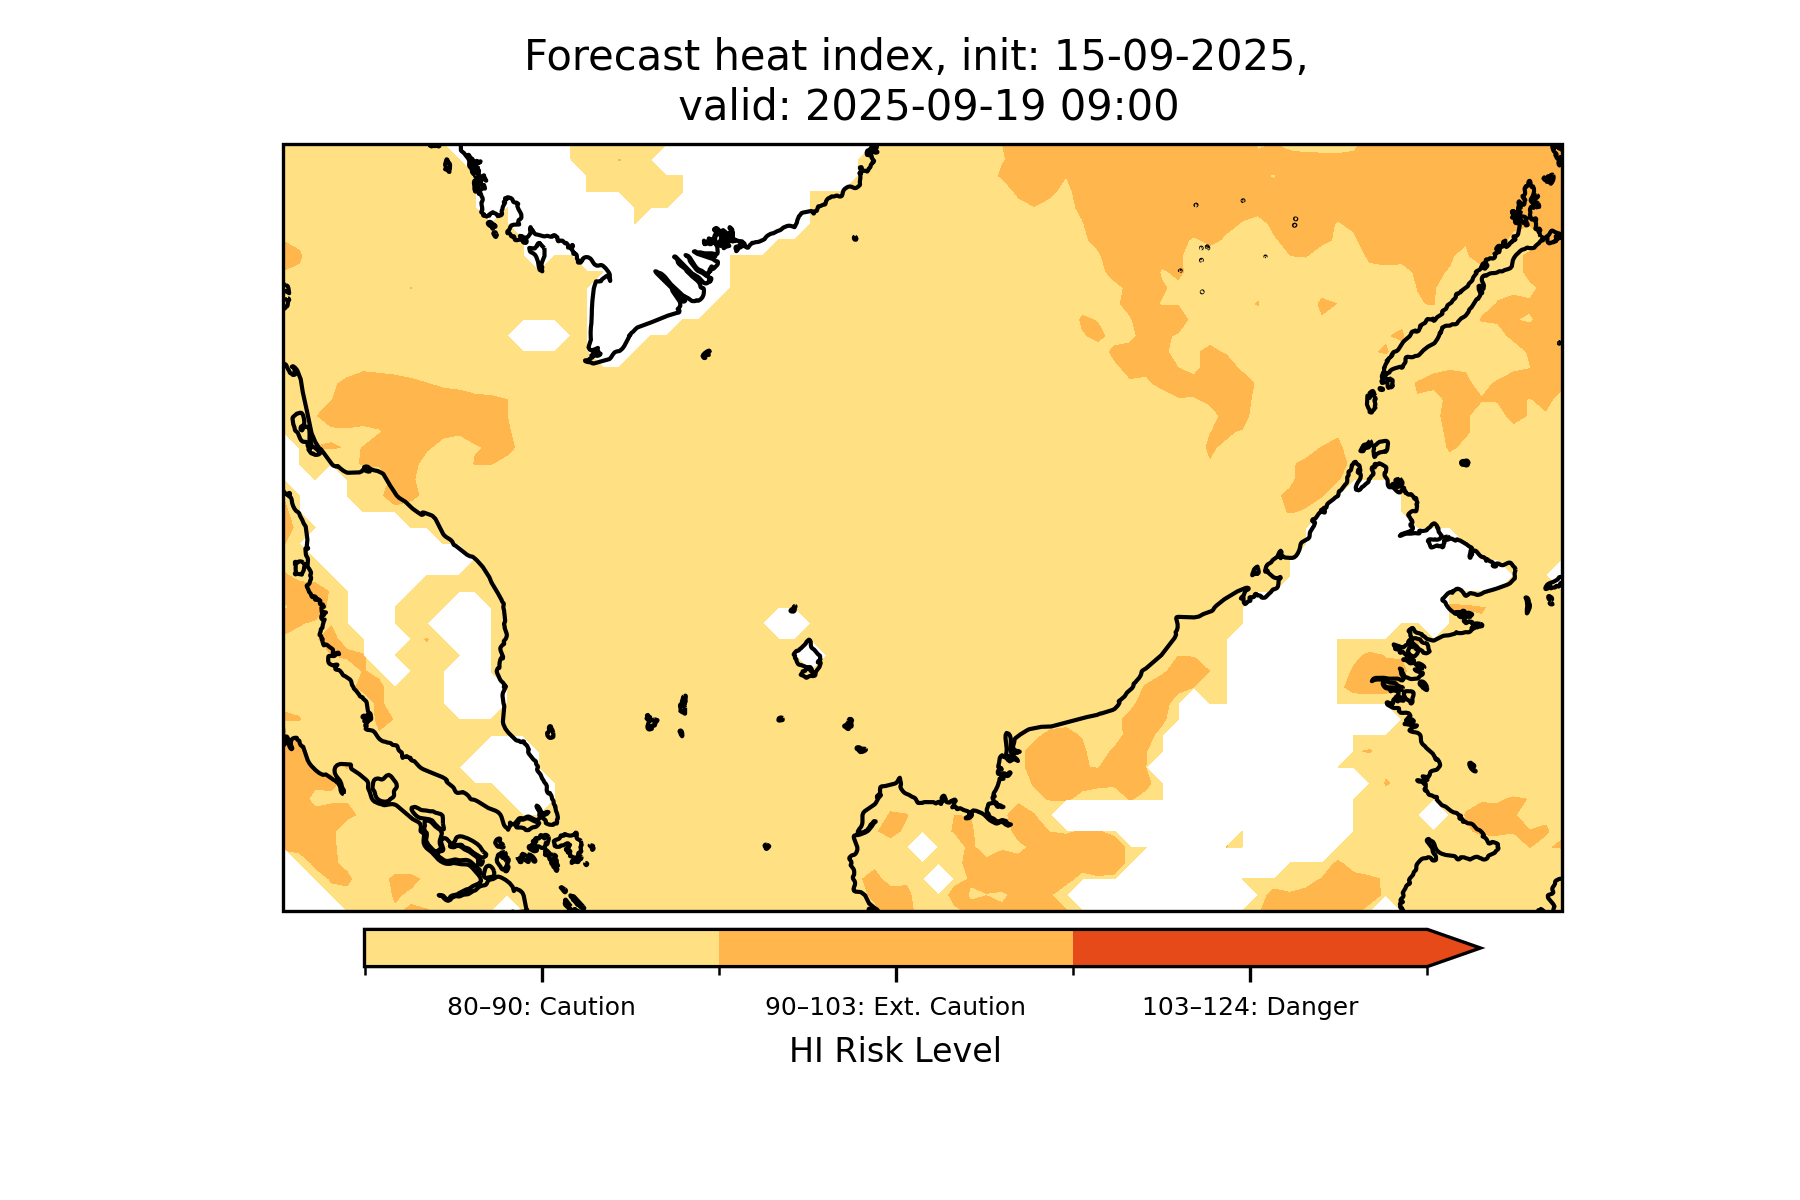 Forecast heat index, init: 15-09-2025,
valid: 2025-09-19 09:00
80–90: Caution
90–103: Ext. Caution
103–124: Danger
HI Risk Level